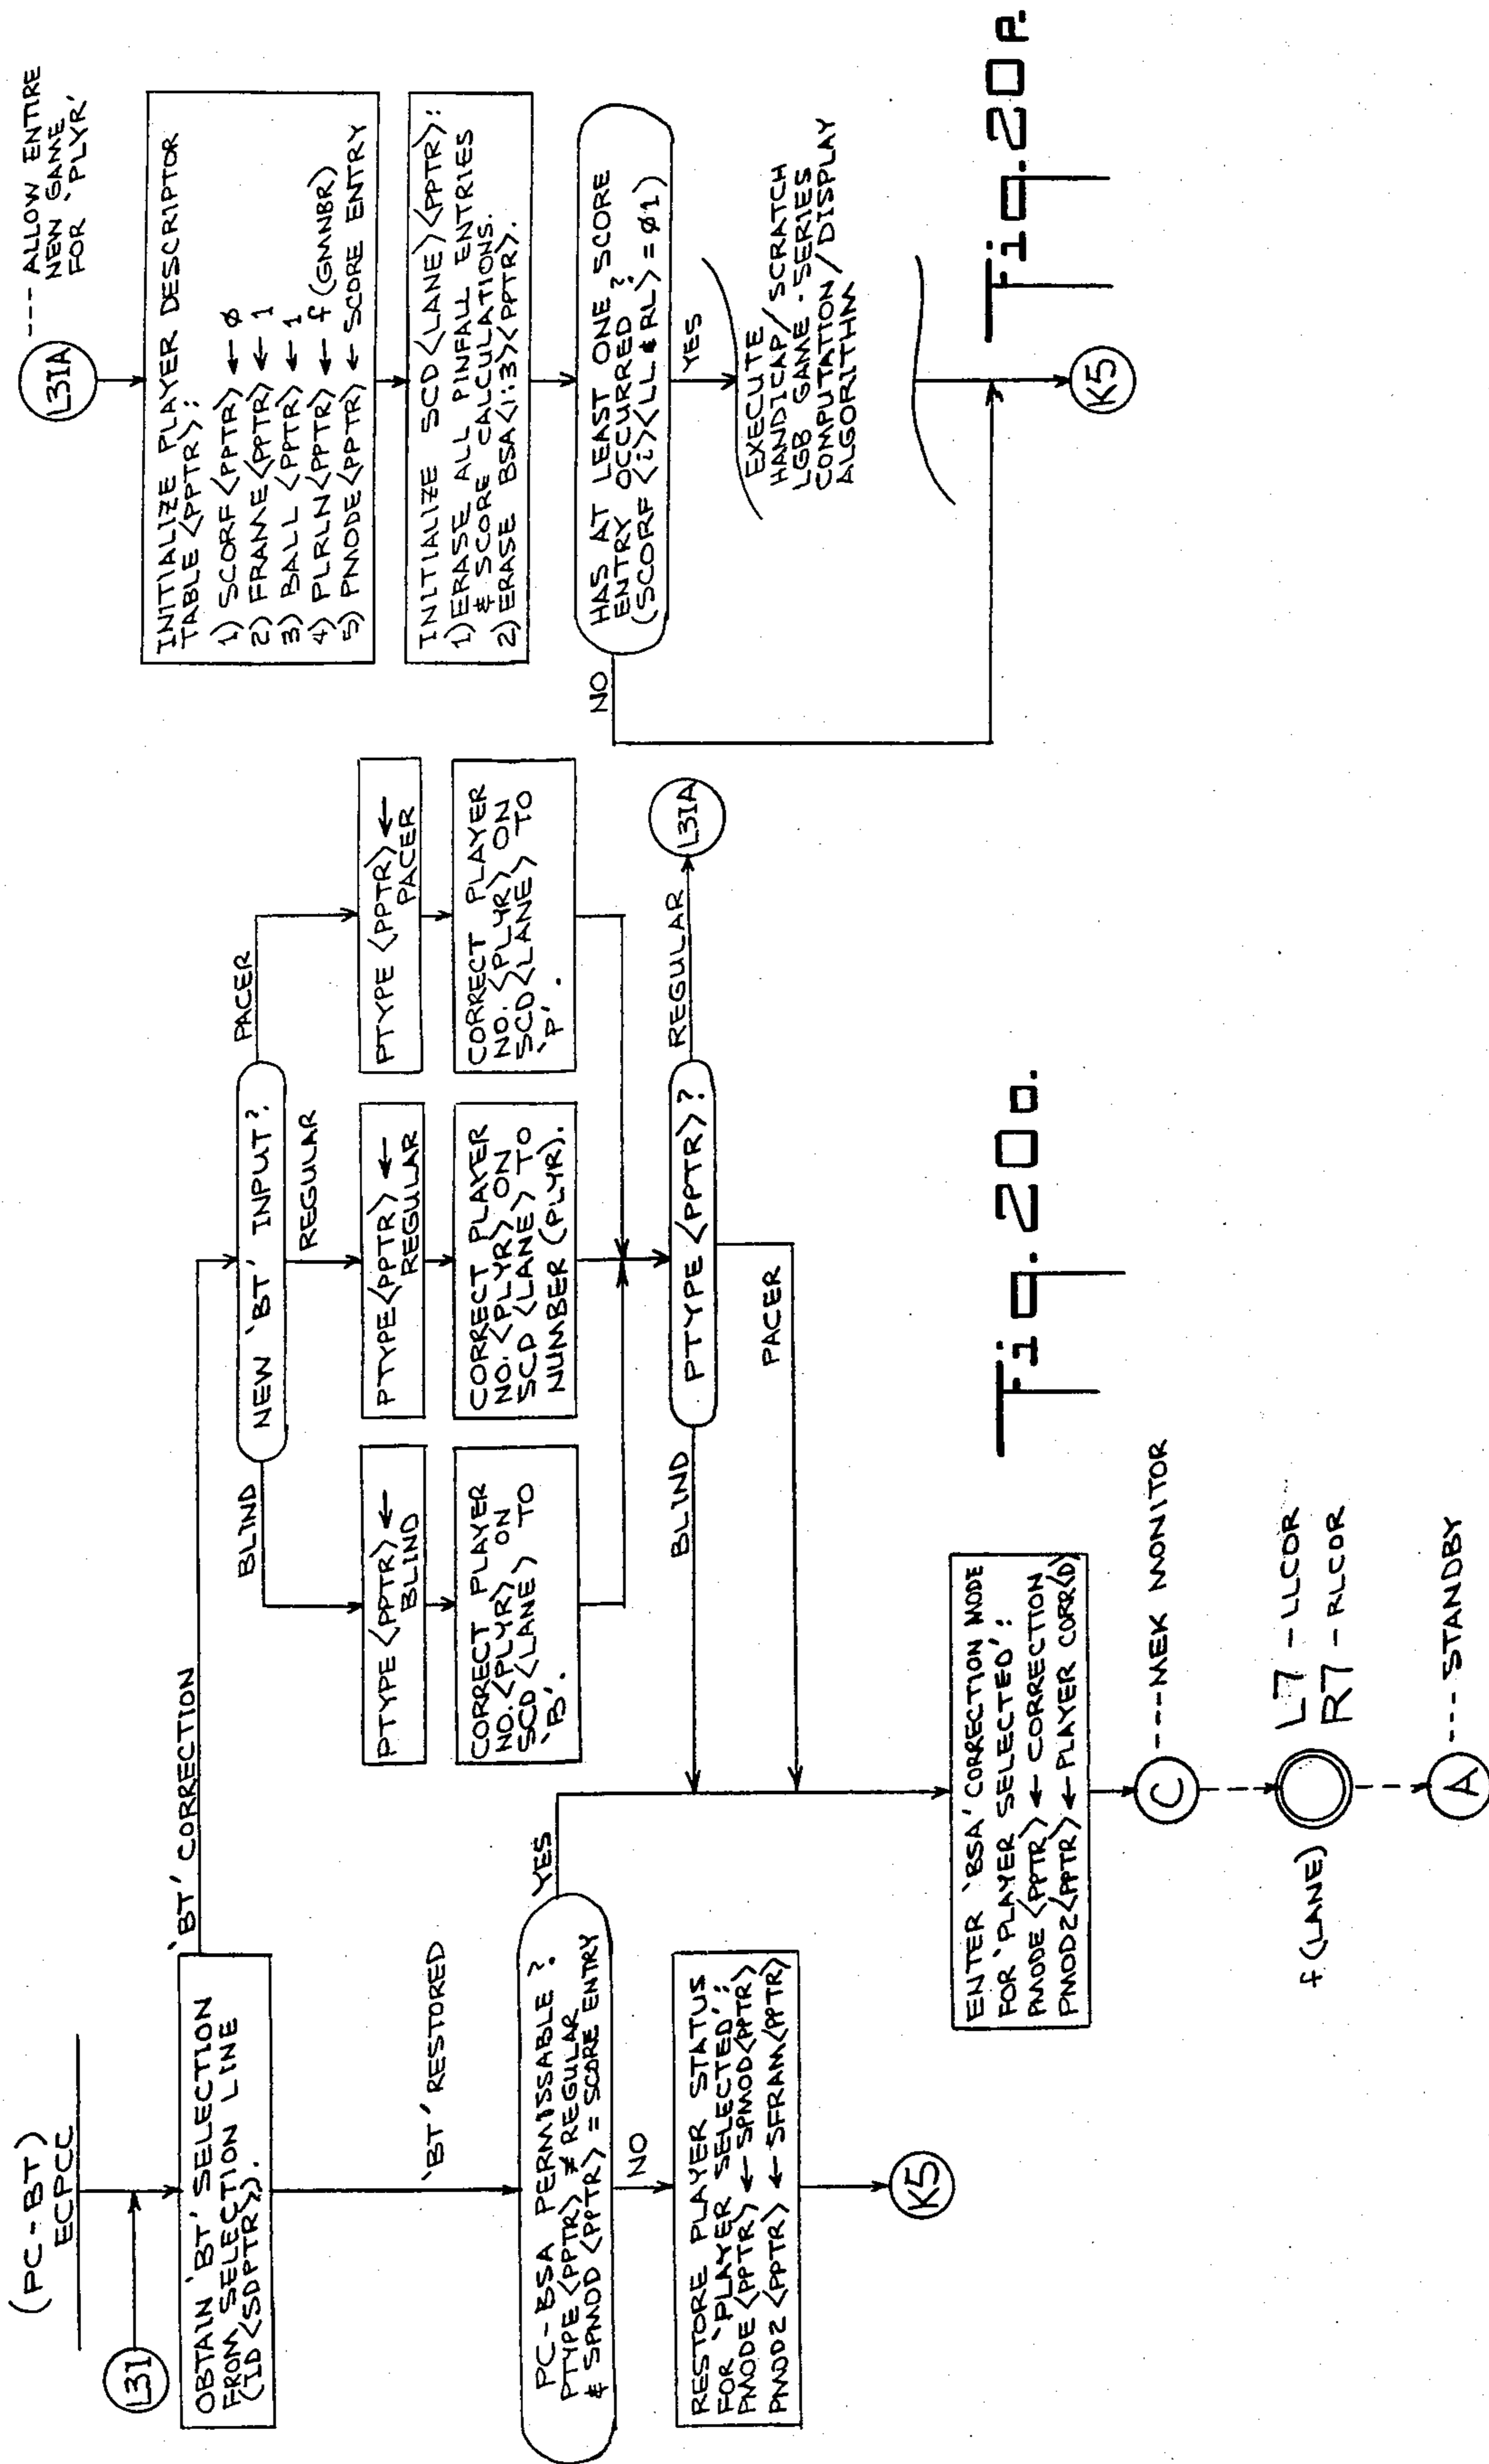 (PC-BT)
ECPCC
L31
OBTAIN 'BT' SELECTION
FROM SELECTION LINE
(ID<SDPTR>).
'BT' CORRECTION
'BT' RESTORED
NEW 'BT' INPUT?
BLIND
REGULAR
PACER
PTYPE <PPTR> ←
BLIND
CORRECT PLAYER
NO.<PLYR> ON
SCD<LANE> TO
'B'.
PTYPE<PPTR> ←
REGULAR
CORRECT PLAYER
NO.<PLYR> ON
SCD<LANE> TO
NUMBER (PLYR).
PTYPE <PPTR> ←
PACER
CORRECT PLAYER
NO.<PLYR> ON
SCD<LANE> TO
'P'.
PTYPE <PPTR>?
BLIND
PACER
REGULAR
L31A
PC-BSA PERMISSABLE?
PTYPE <PPTR> ≠ REGULAR
& SPMOD <PPTR> = SCORE ENTRY
YES
NO
RESTORE PLAYER STATUS
FOR 'PLAYER SELECTED':
PMODE <PPTR> ← SPMOD<PPTR>
PMOD2 <PPTR> ← SFRAM<PPTR>
K5
ENTER 'BSA' CORRECTION MODE
FOR 'PLAYER SELECTED':
PMODE <PPTR> ← CORRECTION
PMOD2<PPTR> ← PLAYER CORR(D)
C ----MEK MONITOR
f(LANE)
L7 - LLCOR
R7 - RLCOR
A ---- STANDBY
Fig. 20o.
L31A ---- ALLOW ENTIRE
NEW GAME
FOR 'PLYR'
INITIALIZE PLAYER DESCRIPTOR
TABLE <PPTR>:
1) SCORF<PPTR> ← Ø
2) FRAME<PPTR> ← 1
3) BALL <PPTR> ← 1
4) PLRLN<PPTR> ← f(GMNBR)
5) PMODE<PPTR> ← SCORE ENTRY
INITIALIZE SCD<LANE><PPTR>:
1) ERASE ALL PINFALL ENTRIES
& SCORE CALCULATIONS.
2) ERASE BSA<1:3><PPTR>.
HAS AT LEAST ONE SCORE
ENTRY OCCURRED?
(SCORF<i><LL & RL> = Ø1)
NO
YES
EXECUTE
HANDICAP/SCRATCH
LGB GAME-SERIES
COMPUTATION/DISPLAY
ALGORITHM
K5
Fig. 20P.